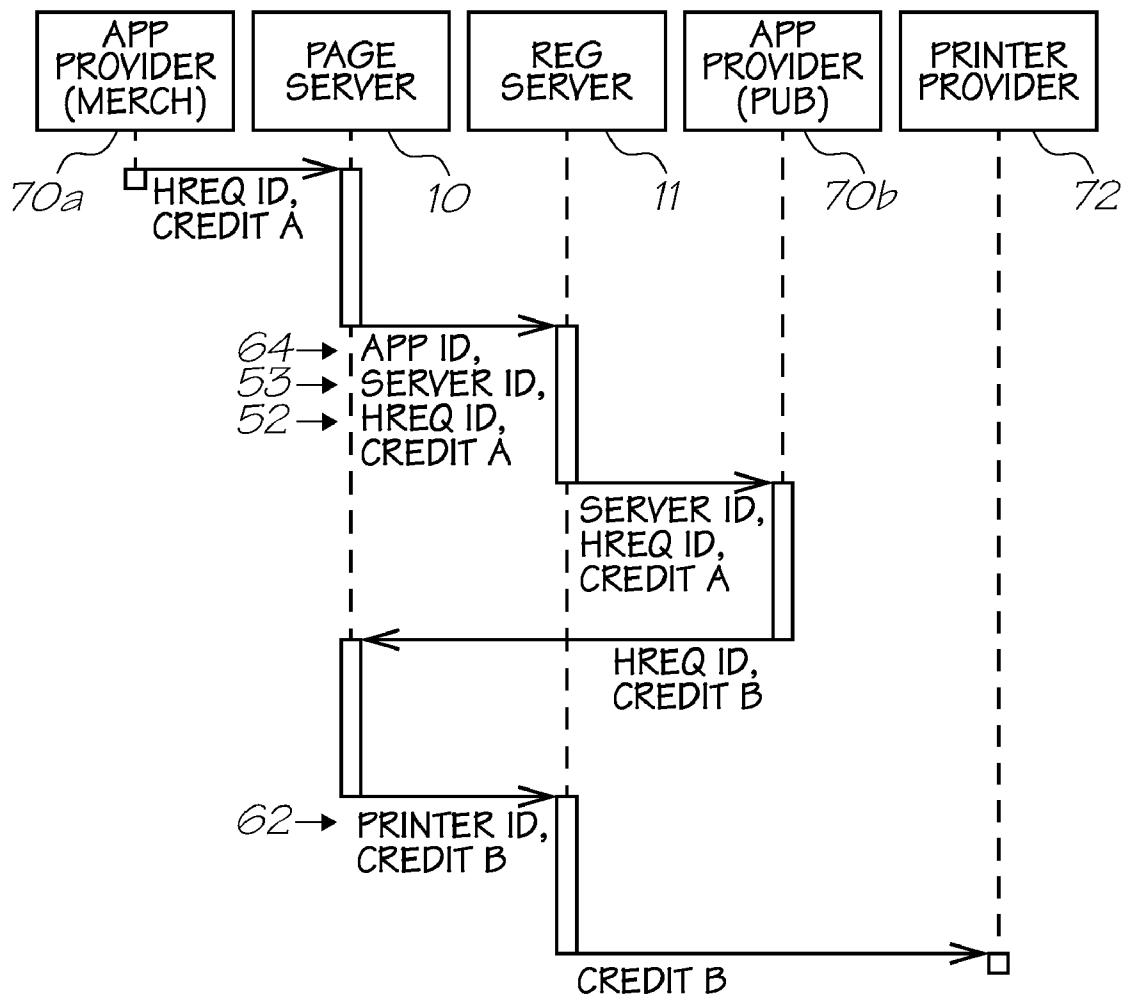 APP
PROVIDER
(MERCH)
PAGE
SERVER
REG
SERVER
APP
PROVIDER
(PUB)
PRINTER
PROVIDER
70a
10
11
70b
72
HREQ ID,
CREDIT A
64
APP ID,
53
SERVER ID,
52
HREQ ID,
CREDIT A
SERVER ID,
HREQ ID,
CREDIT A
HREQ ID,
CREDIT B
62
PRINTER ID,
CREDIT B
CREDIT B